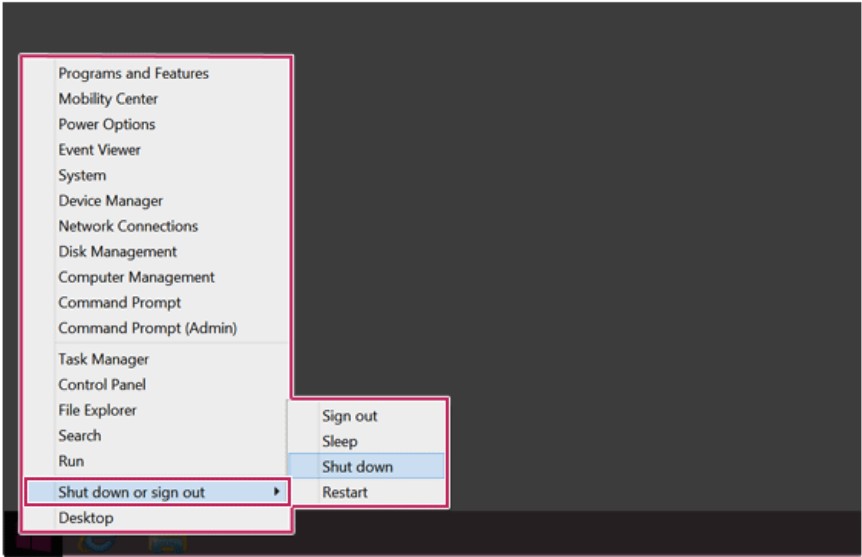 Programs and Features
Mobility Center
Power Options
Event Viewer
System
Device Manager
Network Connections
Disk Management
Computer Management
Command Prompt
Command Prompt (Admin)
Task Manager
Control Panel
File Explorer
Search
Run
Shut down or sign out
Desktop
Sign out
Sleep
Shut down
Restart